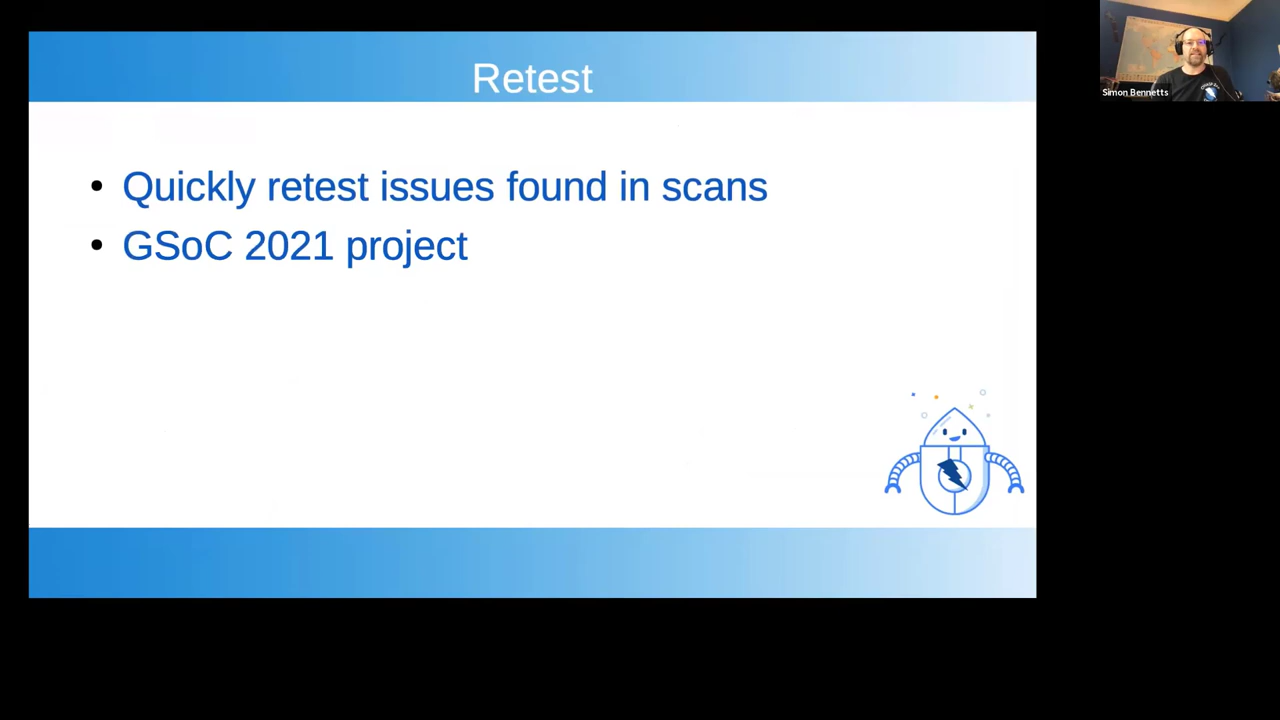 Retest
Simon Bennetts
• Quickly retest issues found in scans
• GSoC 2021 project